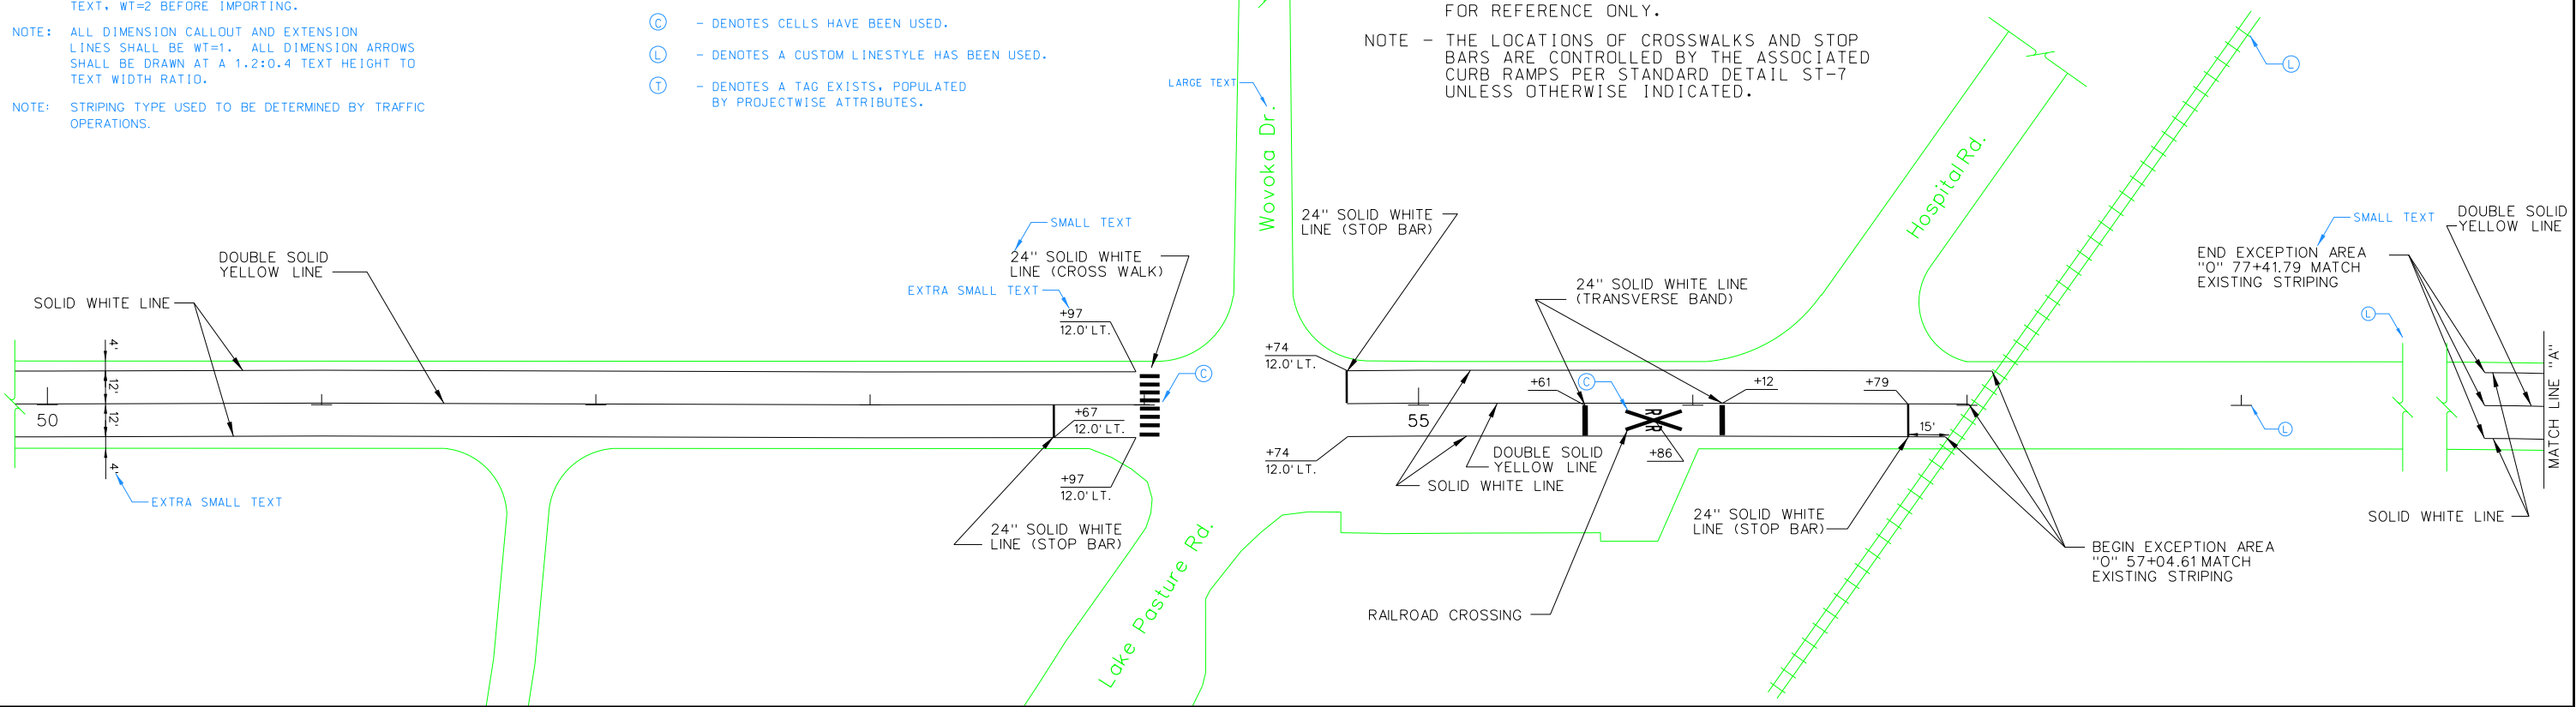 TEXT, WT=2 BEFORE IMPORTING.
NOTE: ALL DIMENSION CALLOUT AND EXTENSION
LINES SHALL BE WT=1. ALL DIMENSION ARROWS
SHALL BE DRAWN AT A 1.2:0.4 TEXT HEIGHT TO
TEXT WIDTH RATIO.
NOTE: STRIPING TYPE USED TO BE DETERMINED BY TRAFFIC
OPERATIONS.
C - DENOTES CELLS HAVE BEEN USED.
L - DENOTES A CUSTOM LINESTYLE HAS BEEN USED.
T - DENOTES A TAG EXISTS, POPULATED
BY PROJECTWISE ATTRIBUTES.
FOR REFERENCE ONLY.
NOTE - THE LOCATIONS OF CROSSWALKS AND STOP
BARS ARE CONTROLLED BY THE ASSOCIATED
CURB RAMPS PER STANDARD DETAIL ST-7
UNLESS OTHERWISE INDICATED.
LARGE TEXT
Wovoka Dr.
Hospital Rd.
L
SOLID WHITE LINE
DOUBLE SOLID
YELLOW LINE
4'
12'
12'
4'
50
EXTRA SMALL TEXT
SMALL TEXT
24" SOLID WHITE
LINE (CROSS WALK)
EXTRA SMALL TEXT
+97
12.0' LT.
C
+67
12.0' LT.
+97
12.0' LT.
24" SOLID WHITE
LINE (STOP BAR)
Lake Pasture Rd.
24" SOLID WHITE
LINE (STOP BAR)
+74
12.0' LT.
+74
12.0' LT.
55
24" SOLID WHITE LINE
(TRANSVERSE BAND)
+61
C
+12
+79
R R
+86
15'
DOUBLE SOLID
YELLOW LINE
SOLID WHITE LINE
24" SOLID WHITE
LINE (STOP BAR)
RAILROAD CROSSING
BEGIN EXCEPTION AREA
"O" 57+04.61 MATCH
EXISTING STRIPING
SMALL TEXT
END EXCEPTION AREA
"O" 77+41.79 MATCH
EXISTING STRIPING
DOUBLE SOLID
YELLOW LINE
L
L
SOLID WHITE LINE
MATCH LINE "A"